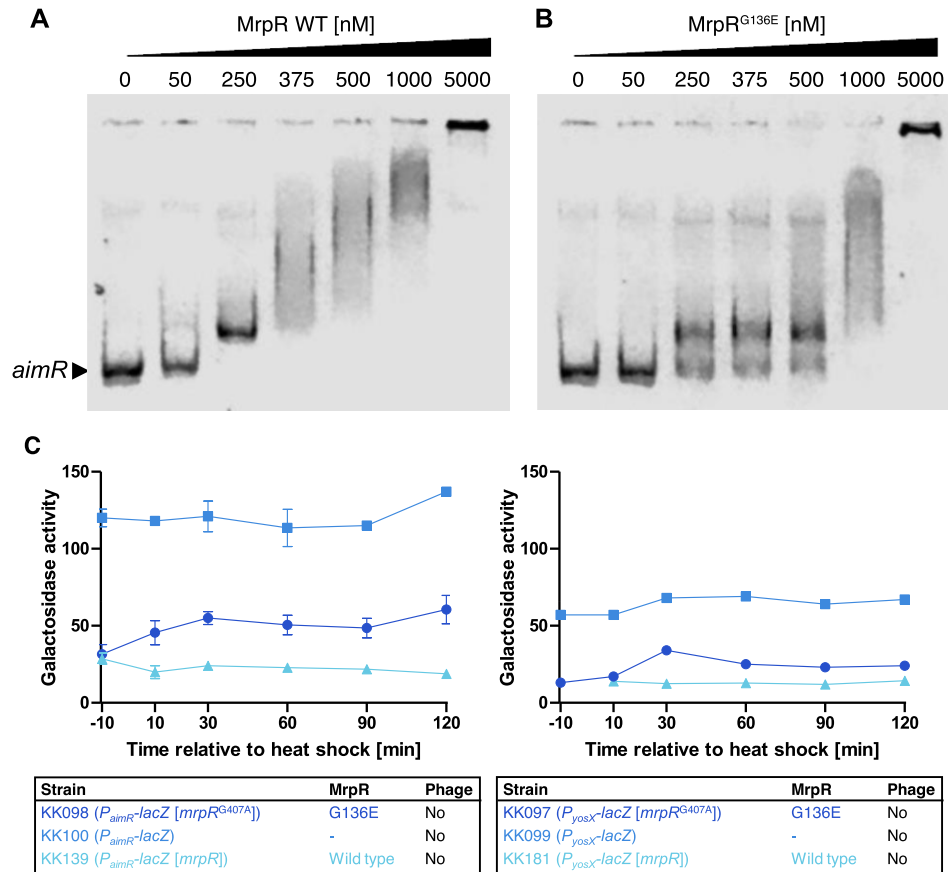 A
MrpR WT [nM]
0 50 250 375 500 1000 5000
aimR
B
MrpR^G136E [nM]
0 50 250 375 500 1000 5000
C
Galactosidase activity
150
100
50
0
-10 10 30 60 90 120
Time relative to heat shock [min]
Strain MrpR Phage
KK098 (P_aimR-lacZ [mrpR^G407A]) G136E No
KK100 (P_aimR-lacZ) - No
KK139 (P_aimR-lacZ [mrpR]) Wild type No
Galactosidase activity
150
100
50
0
-10 10 30 60 90 120
Time relative to heat shock [min]
Strain MrpR Phage
KK097 (P_yosX-lacZ [mrpR^G407A]) G136E No
KK099 (P_yosX-lacZ) - No
KK181 (P_yosX-lacZ [mrpR]) Wild type No